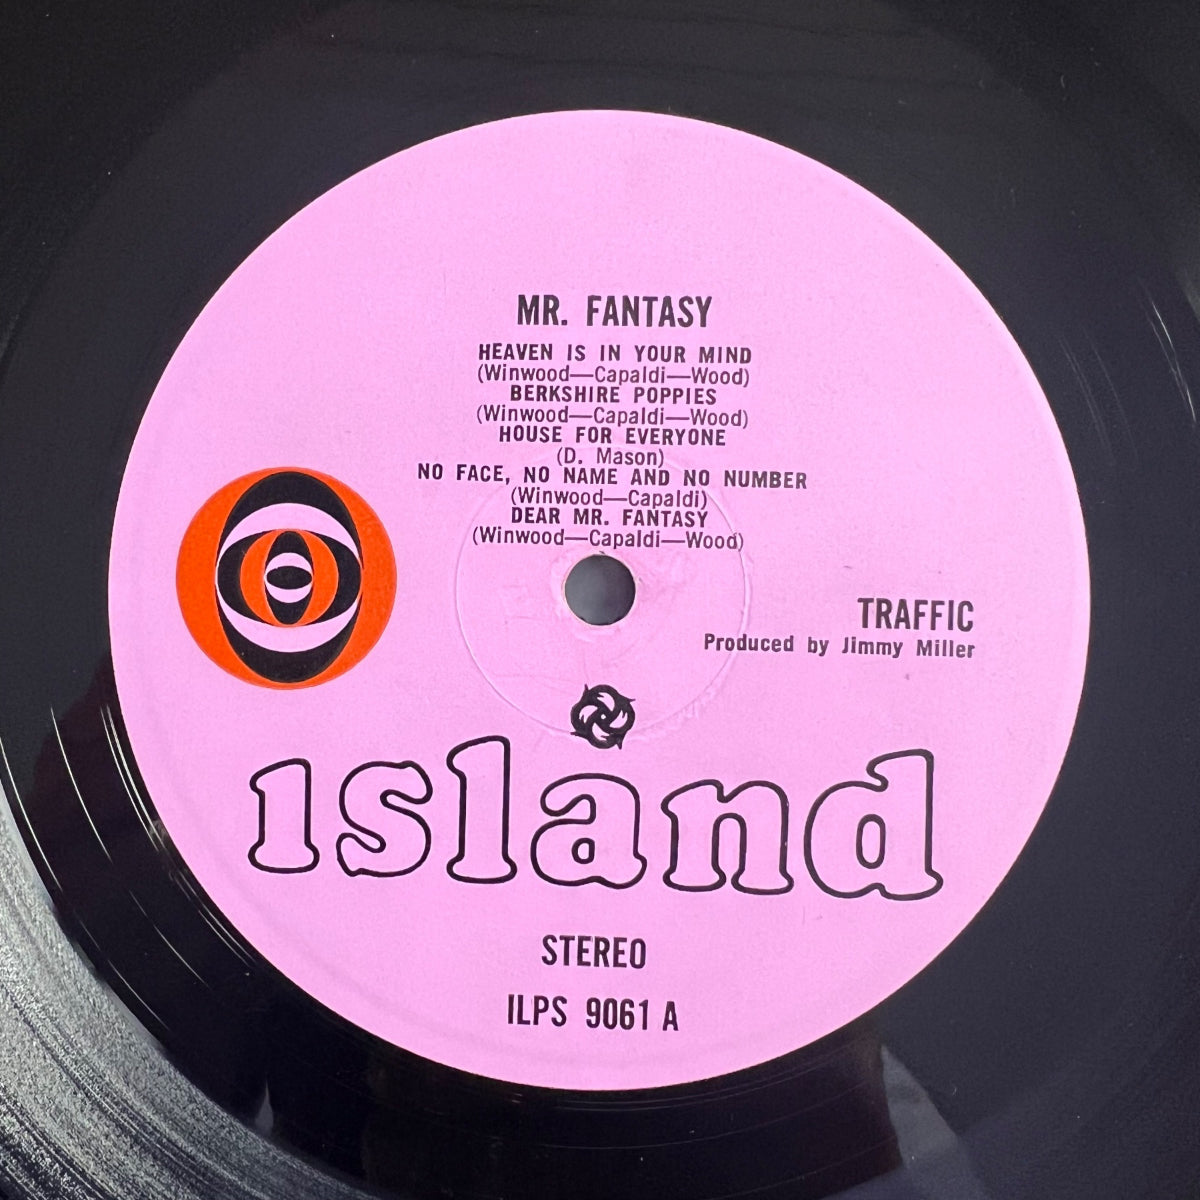 MR. FANTASY
HEAVEN IS IN YOUR MIND
(Winwood—Capaldi—Wood)
BERKSHIRE POPPIES
(Winwood—Capaldi—Wood)
HOUSE FOR EVERYONE
(D. Mason)
NO FACE, NO NAME AND NO NUMBER
(Winwood—Capaldi)
DEAR MR. FANTASY
(Winwood—Capaldi—Wood)
TRAFFIC
Produced by Jimmy Miller
island
STEREO
ILPS 9061 A